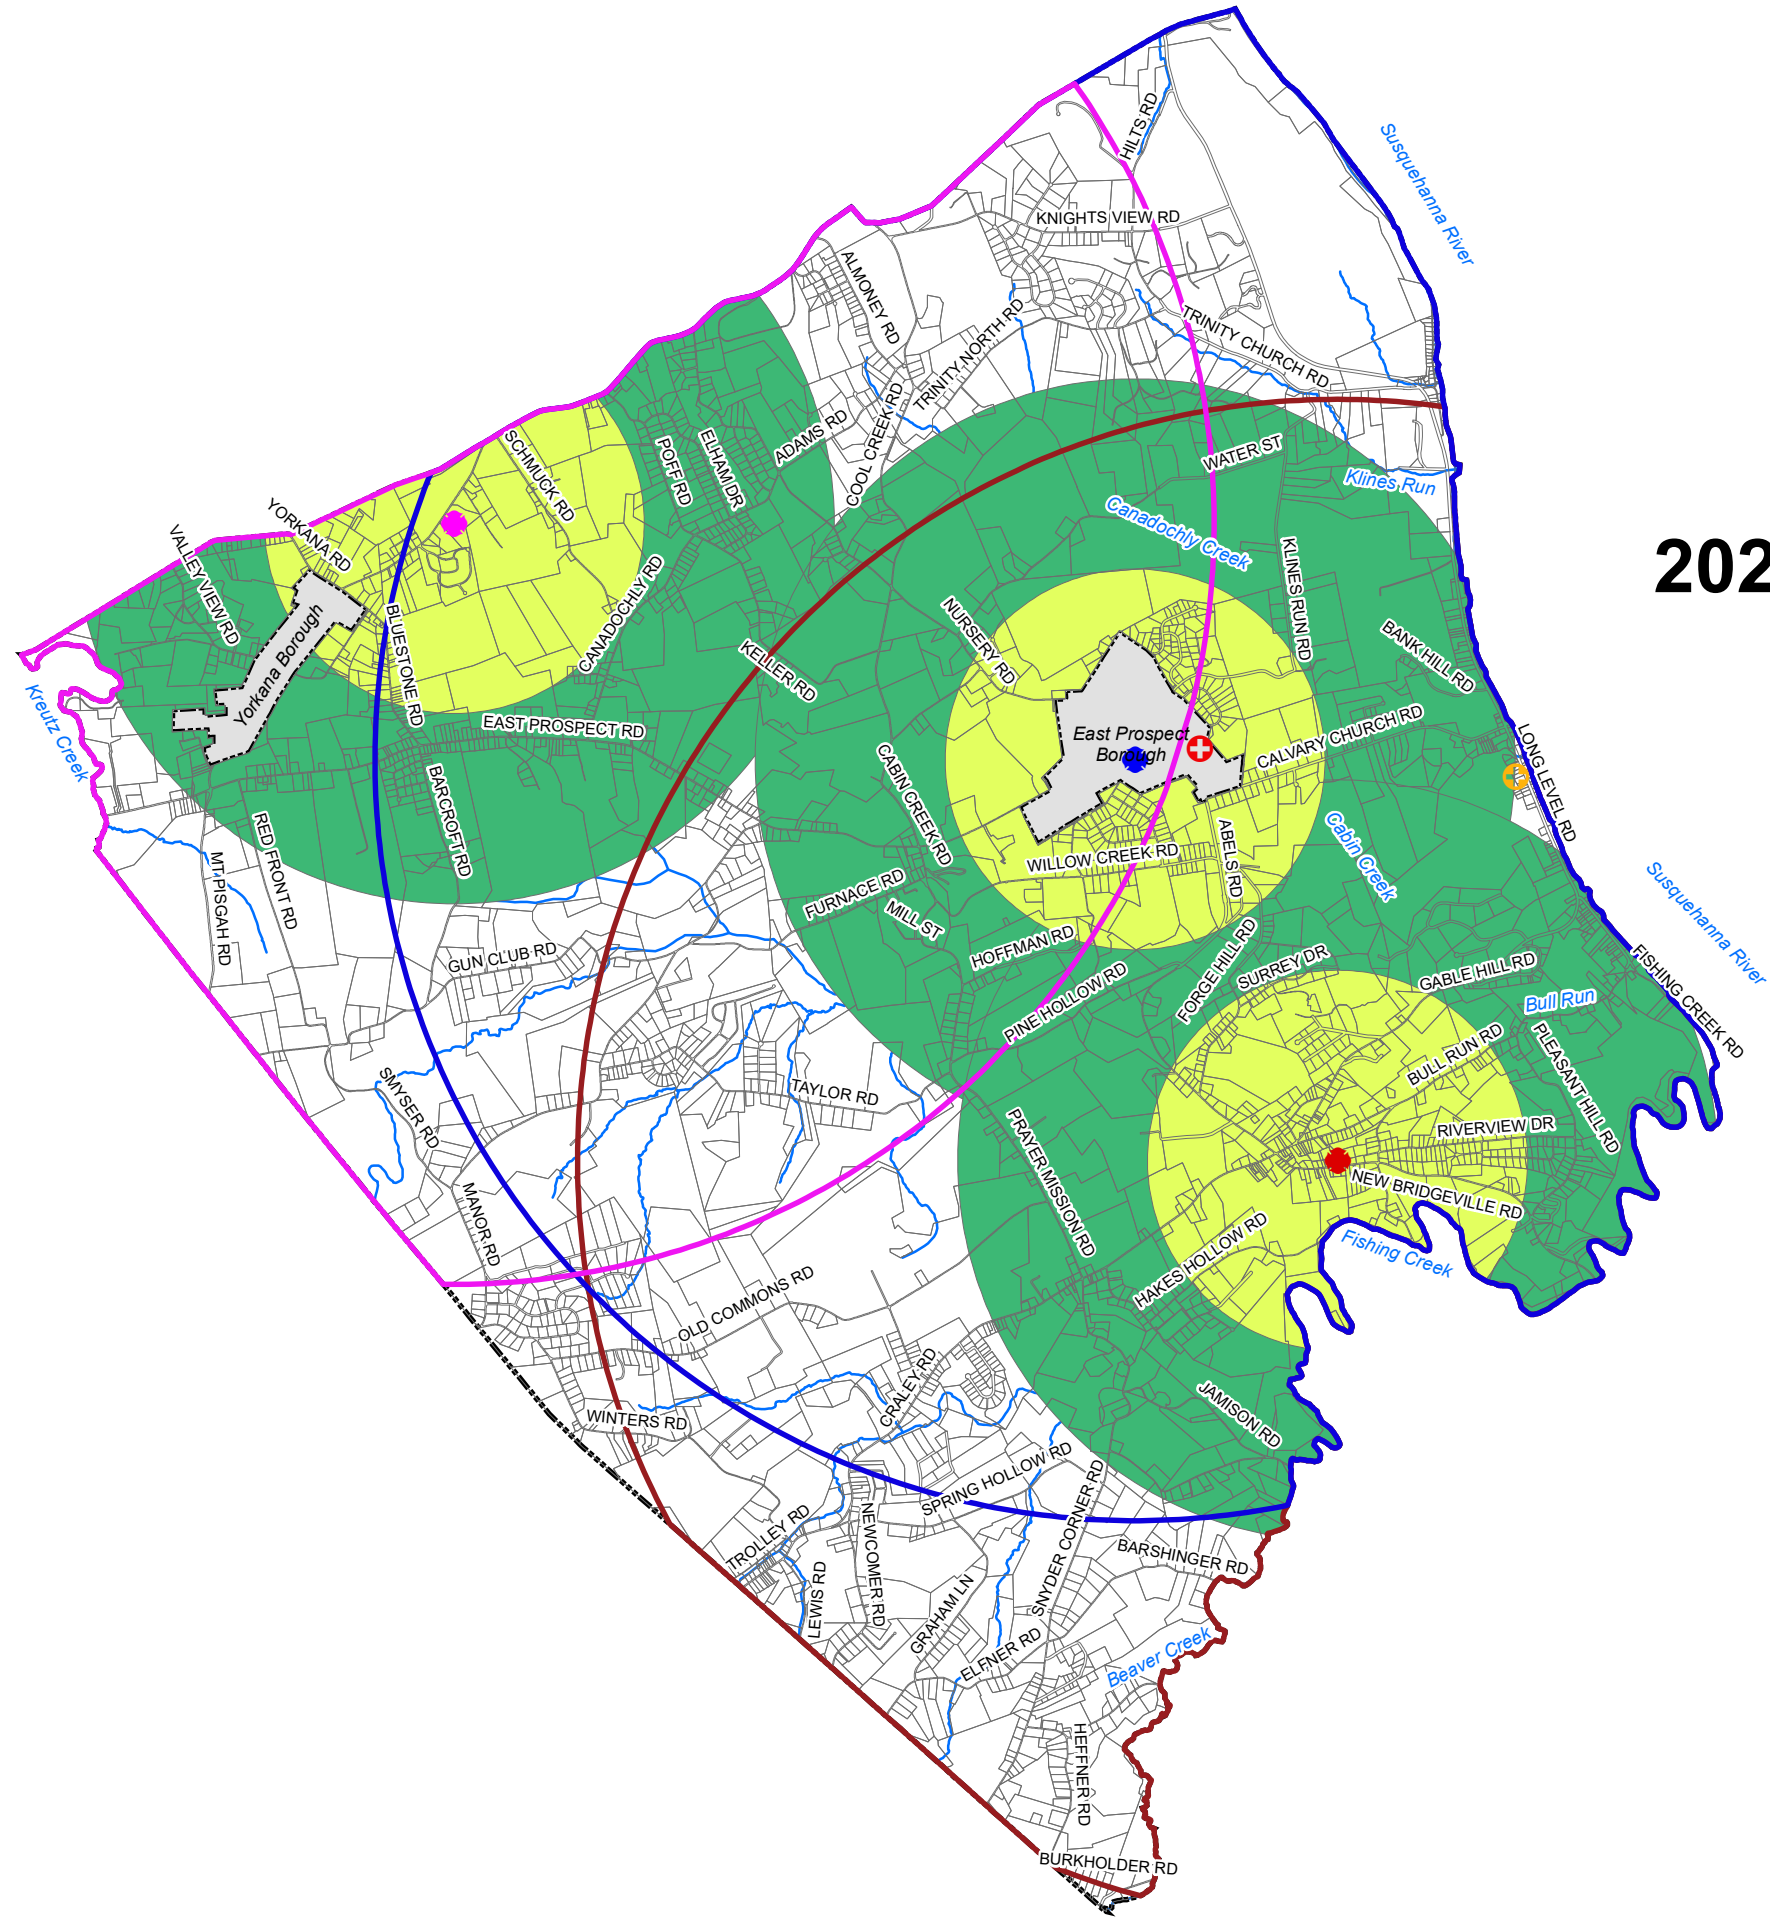 Susquehanna River
HILTS RD
KNIGHTS VIEW RD
ALMONEY RD
TRINITY NORTH RD
TRINITY CHURCH RD
COOL CREEK RD
ADAMS RD
ELHAM DR
POFF RD
SCHMUCK RD
WATER ST
Klines Run
Canadochly Creek
YORKANA RD
VALLEY VIEW RD
202
KLINES RUN RD
Yorkana Borough
BLUESTONE RD
CANADOCHLY RD
NURSERY RD
KELLER RD
BANK HILL RD
Kreutz Creek
EAST PROSPECT RD
East Prospect
Borough
CALVARY CHURCH RD
LONG LEVEL RD
BARCROFT RD
CABIN CREEK RD
RED FRONT RD
MT PISGAH RD
WILLOW CREEK RD
ABELS RD
Cabin Creek
FURNACE RD
MILL ST
Susquehanna River
GUN CLUB RD
HOFFMAN RD
PINE HOLLOW RD
FORGE HILL RD
SURREY DR
GABLE HILL RD
FISHING CREEK RD
Bull Run
BULL RUN RD
PLEASANT HILL RD
SMYSER RD
TAYLOR RD
PRAYER MISSION RD
RIVERVIEW DR
NEW BRIDGEVILLE RD
MANOR RD
HAKES HOLLOW RD
Fishing Creek
OLD COMMONS RD
CRALEY RD
JAMISON RD
WINTERS RD
SPRING HOLLOW RD
TROLLEY RD
NEWCOMER RD
SNYDER CORNER RD
BARSHINGER RD
LEWIS RD
GRAHAM LN
ELFNER RD
Beaver Creek
HEFFNER RD
BURKHOLDER RD